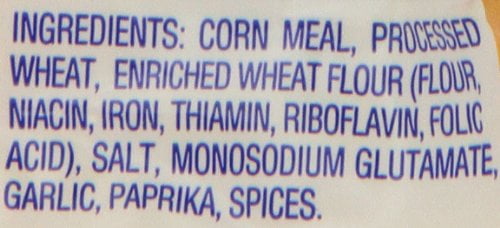 INGREDIENTS: CORN MEAL, PROCESSED
WHEAT, ENRICHED WHEAT FLOUR (FLOUR,
NIACIN, IRON, THIAMIN, RIBOFLAVIN, FOLIC
ACID), SALT, MONOSODIUM GLUTAMATE,
GARLIC, PAPRIKA, SPICES.